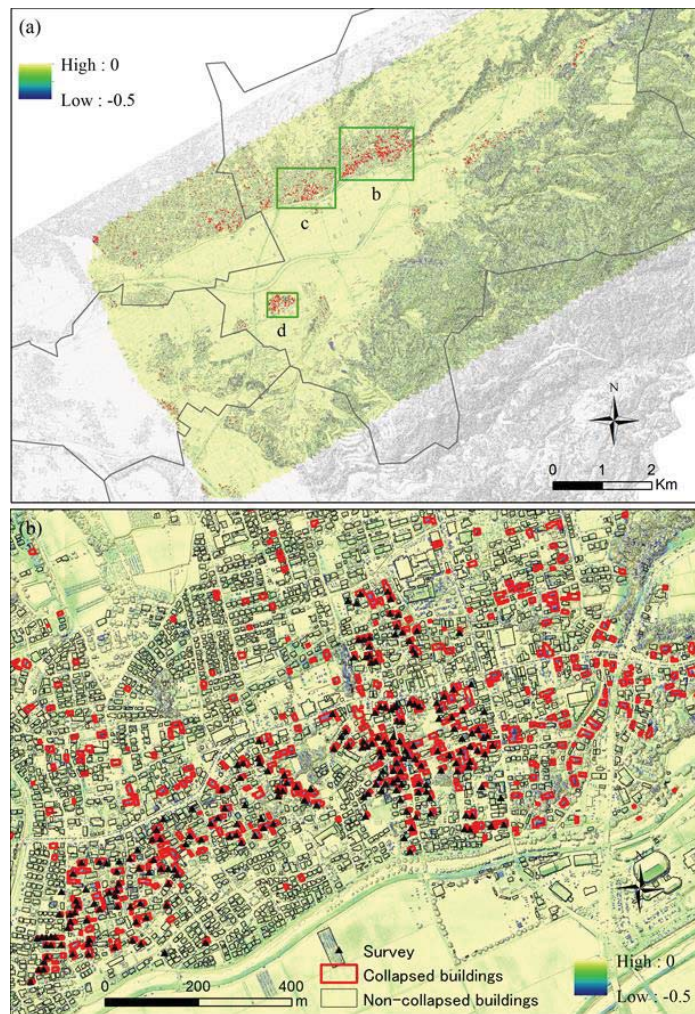 (a)
High : 0
Low : -0.5
b
c
d
N
0 1 2
Km
(b)
Survey
Collapsed buildings
Non-collapsed buildings
0 200 400
m
High : 0
Low : -0.5